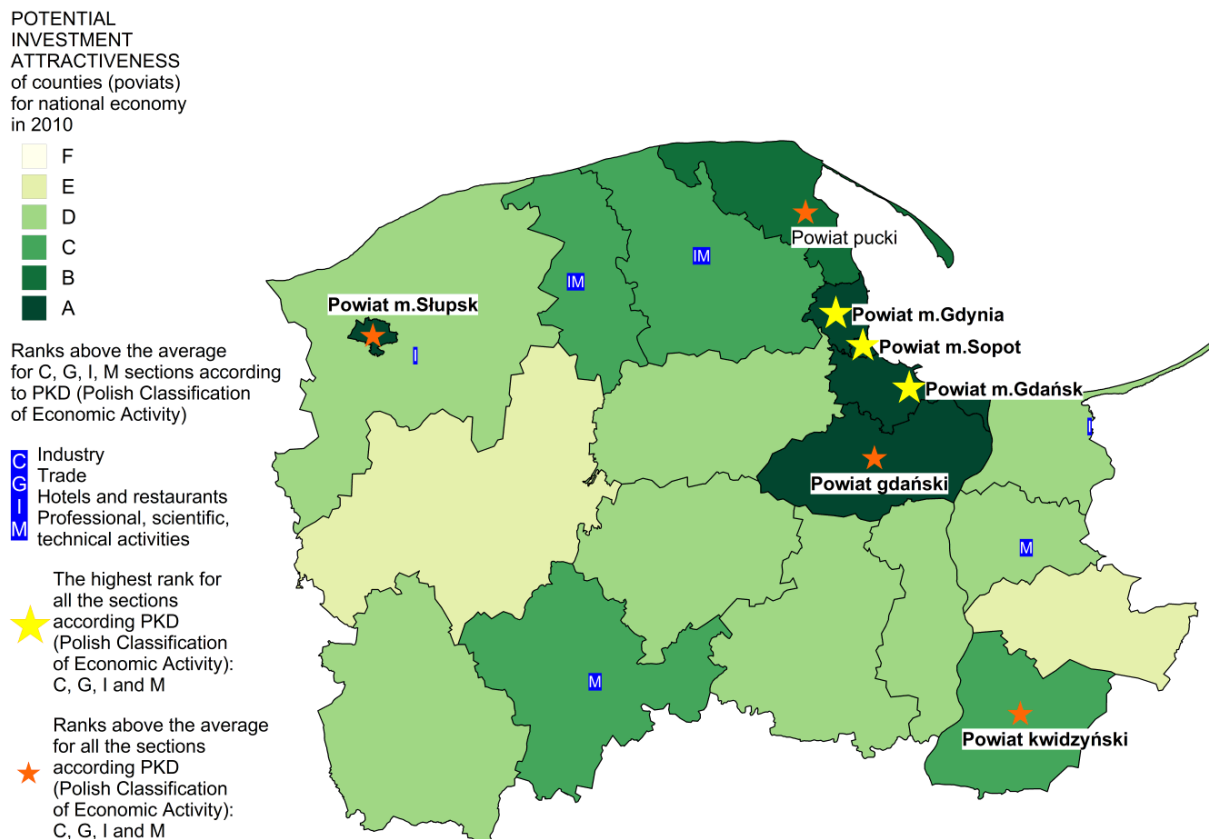 POTENTIAL
INVESTMENT
ATTRACTIVENESS
of counties (poviats)
for national economy
in 2010
F
E
D
C
B
A
Ranks above the average
for C, G, I, M sections according
to PKD (Polish Classification
of Economic Activity)
C Industry
G Trade
I Hotels and restaurants
M Professional, scientific,
technical activities
The highest rank for
all the sections
according PKD
(Polish Classification
of Economic Activity):
C, G, I and M
Ranks above the average
for all the sections
according PKD
(Polish Classification
of Economic Activity):
C, G, I and M
Powiat pucki
IM
IM
Powiat m.Słupsk
I
Powiat m.Gdynia
Powiat m.Sopot
Powiat m.Gdańsk
I
Powiat gdański
M
M
Powiat kwidzyński